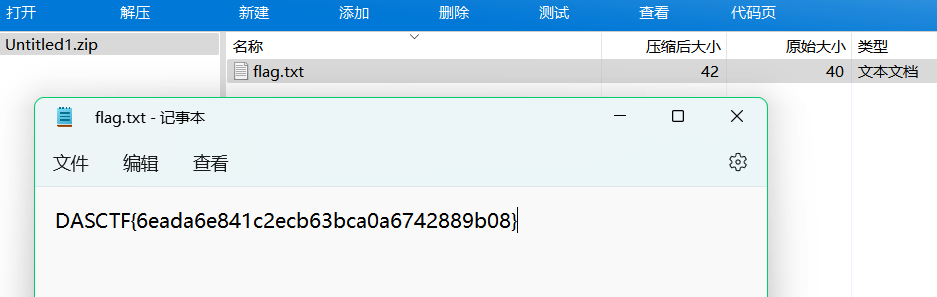 打开 解压 新建 添加 删除 测试 查看 代码页
Untitled1.zip
名称 压缩后大小 原始大小 类型
flag.txt 42 40 文本文档
flag.txt - 记事本
文件 编辑 查看
DASCTF{6eada6e841c2ecb63bca0a6742889b08}